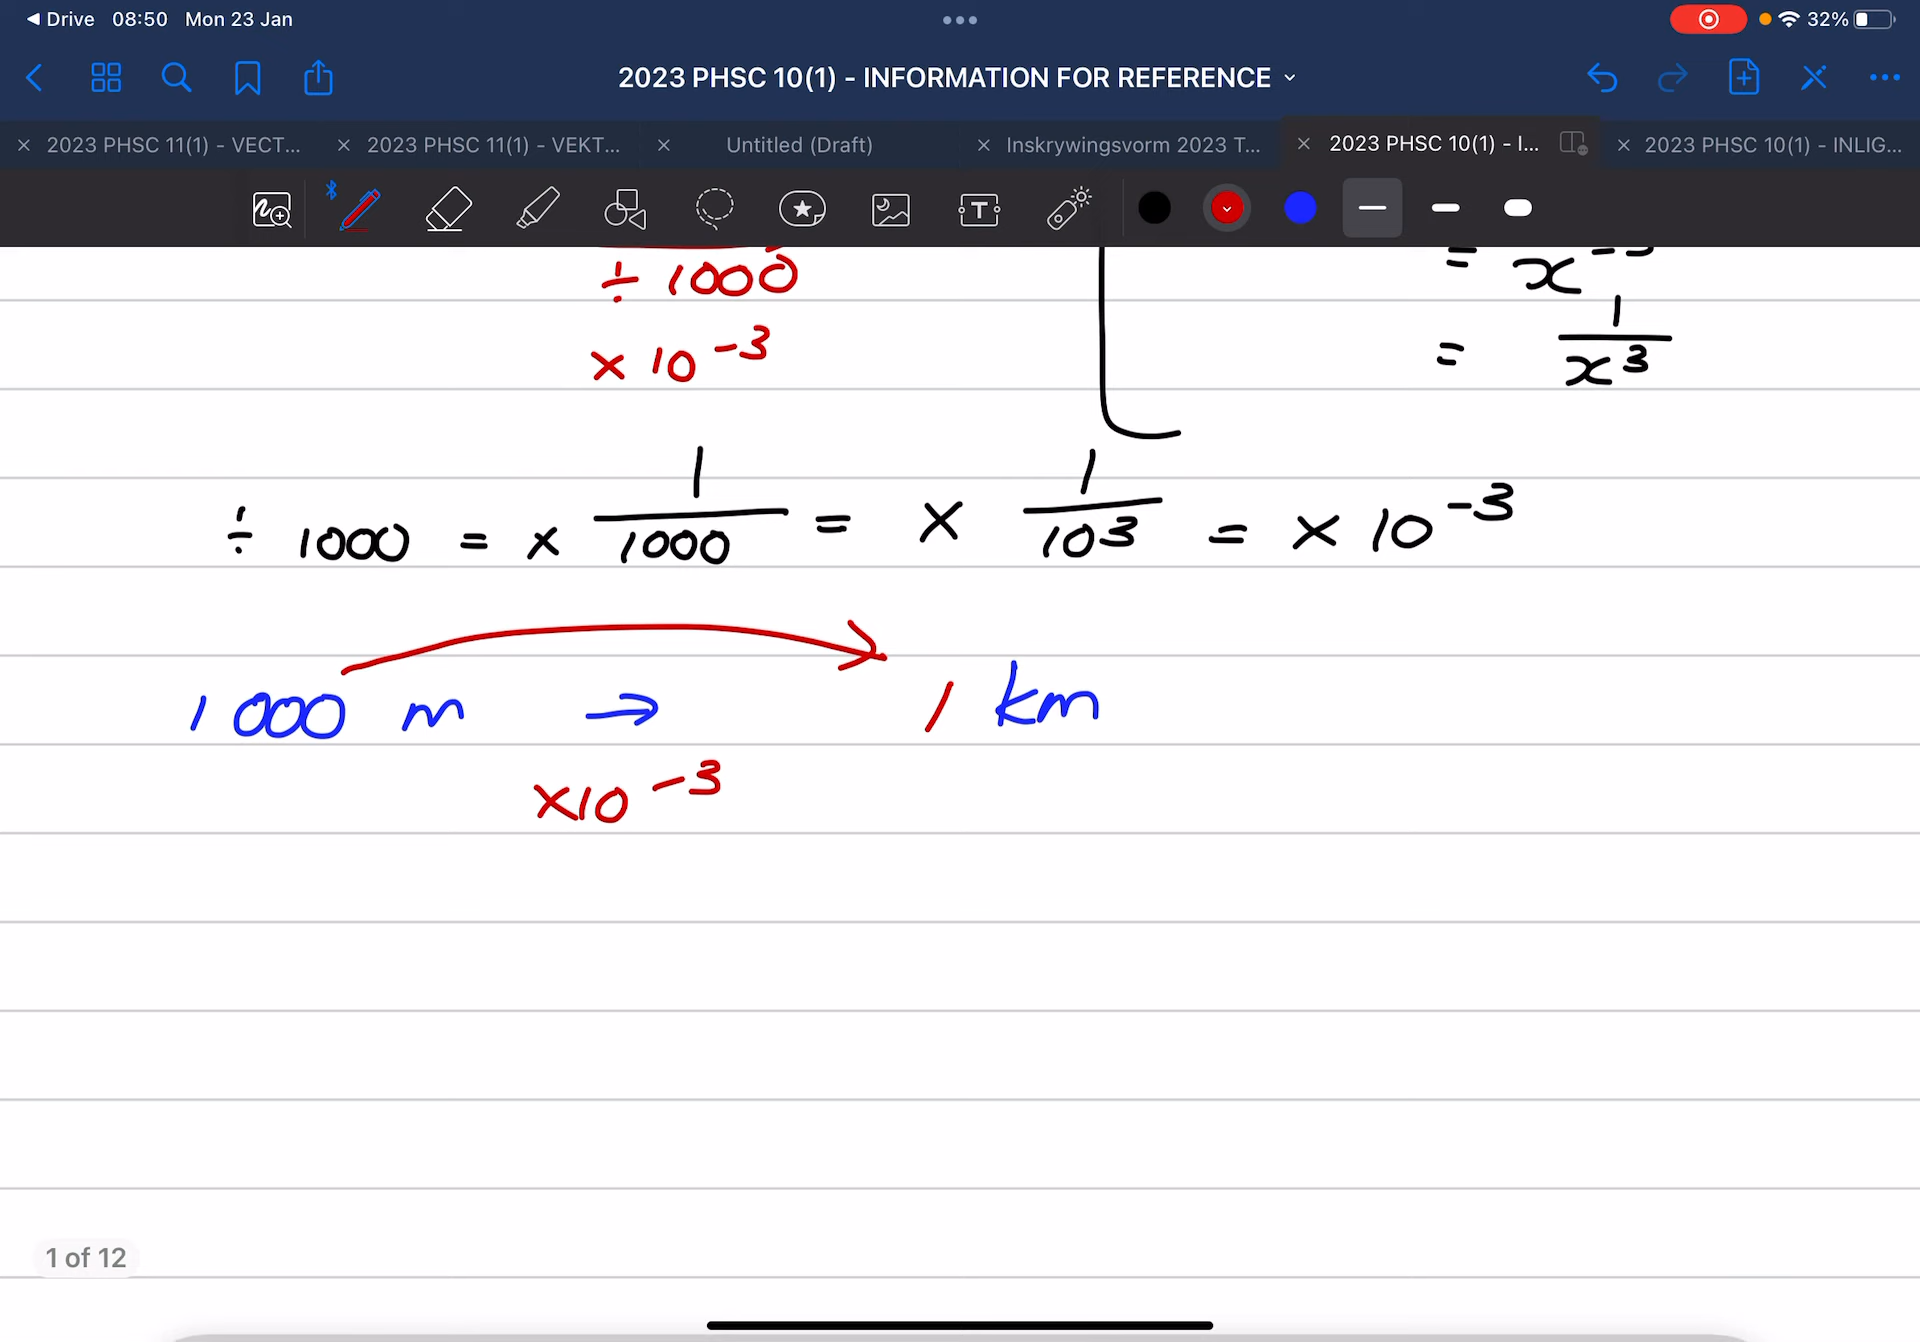 Drive 08:50 Mon 23 Jan 32%
2023 PHSC 10(1) - INFORMATION FOR REFERENCE
2023 PHSC 11(1) - VECT... 2023 PHSC 11(1) - VEKT... Untitled (Draft) Inskrywingsvorm 2023 T... 2023 PHSC 10(1) - I... 2023 PHSC 10(1) - INLIG...
÷ 1000
= x⁻³
× 10⁻³
= 1/x³
÷ 1000 = × 1/1000 = × 1/10³ = × 10⁻³
1000 m → 1 km
×10⁻³
1 of 12